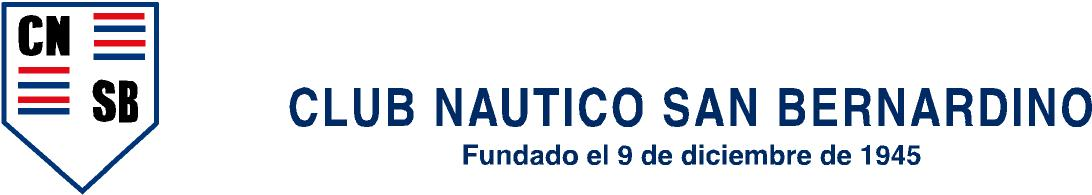 CN
SB
CLUB NAUTICO SAN BERNARDINO
Fundado el 9 de diciembre de 1945